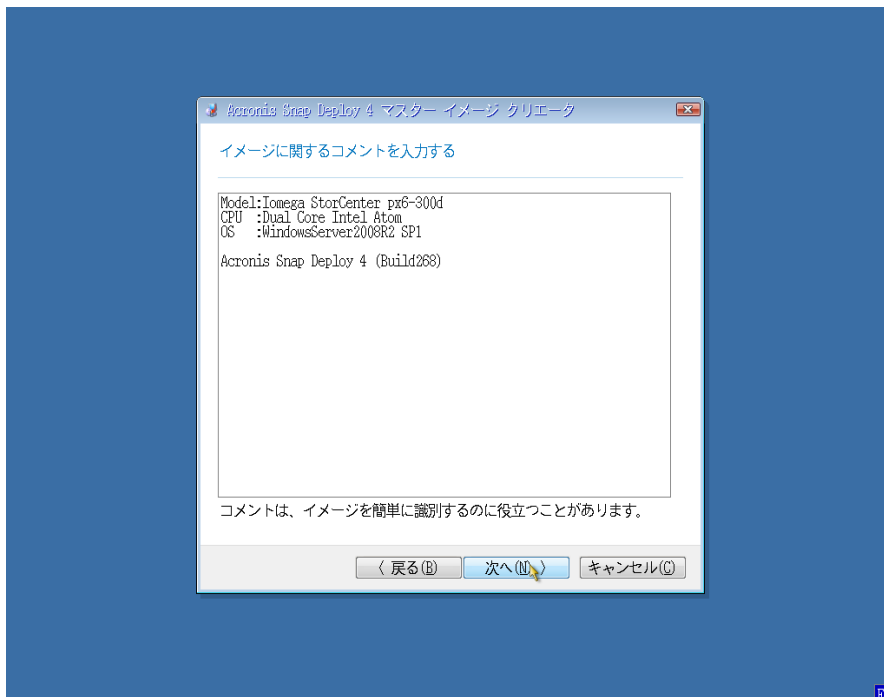 Acronis Snap Deploy 4 マスター イメージ クリエータ
イメージに関するコメントを入力する
Model:Iomega StorCenter px6-300d
CPU  :Dual Core Intel Atom
OS   :WindowsServer2008R2 SP1
Acronis Snap Deploy 4 (Build268)
コメントは、イメージを簡単に識別するのに役立つことがあります。
〈 戻る(B) 次へ(N) 〉 キャンセル(C)